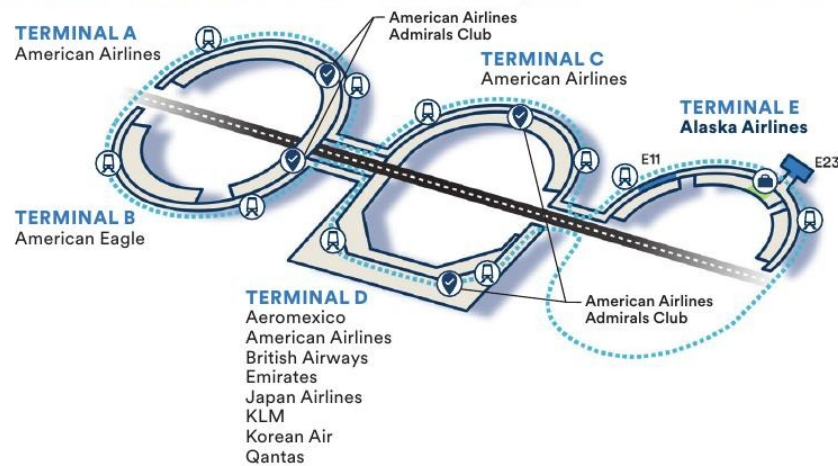 American Airlines
Admirals Club
TERMINAL A
American Airlines
TERMINAL C
American Airlines
TERMINAL E
Alaska Airlines
E11
E23
TERMINAL B
American Eagle
TERMINAL D
Aeromexico
American Airlines
British Airways
Emirates
Japan Airlines
KLM
Korean Air
Qantas
American Airlines
Admirals Club